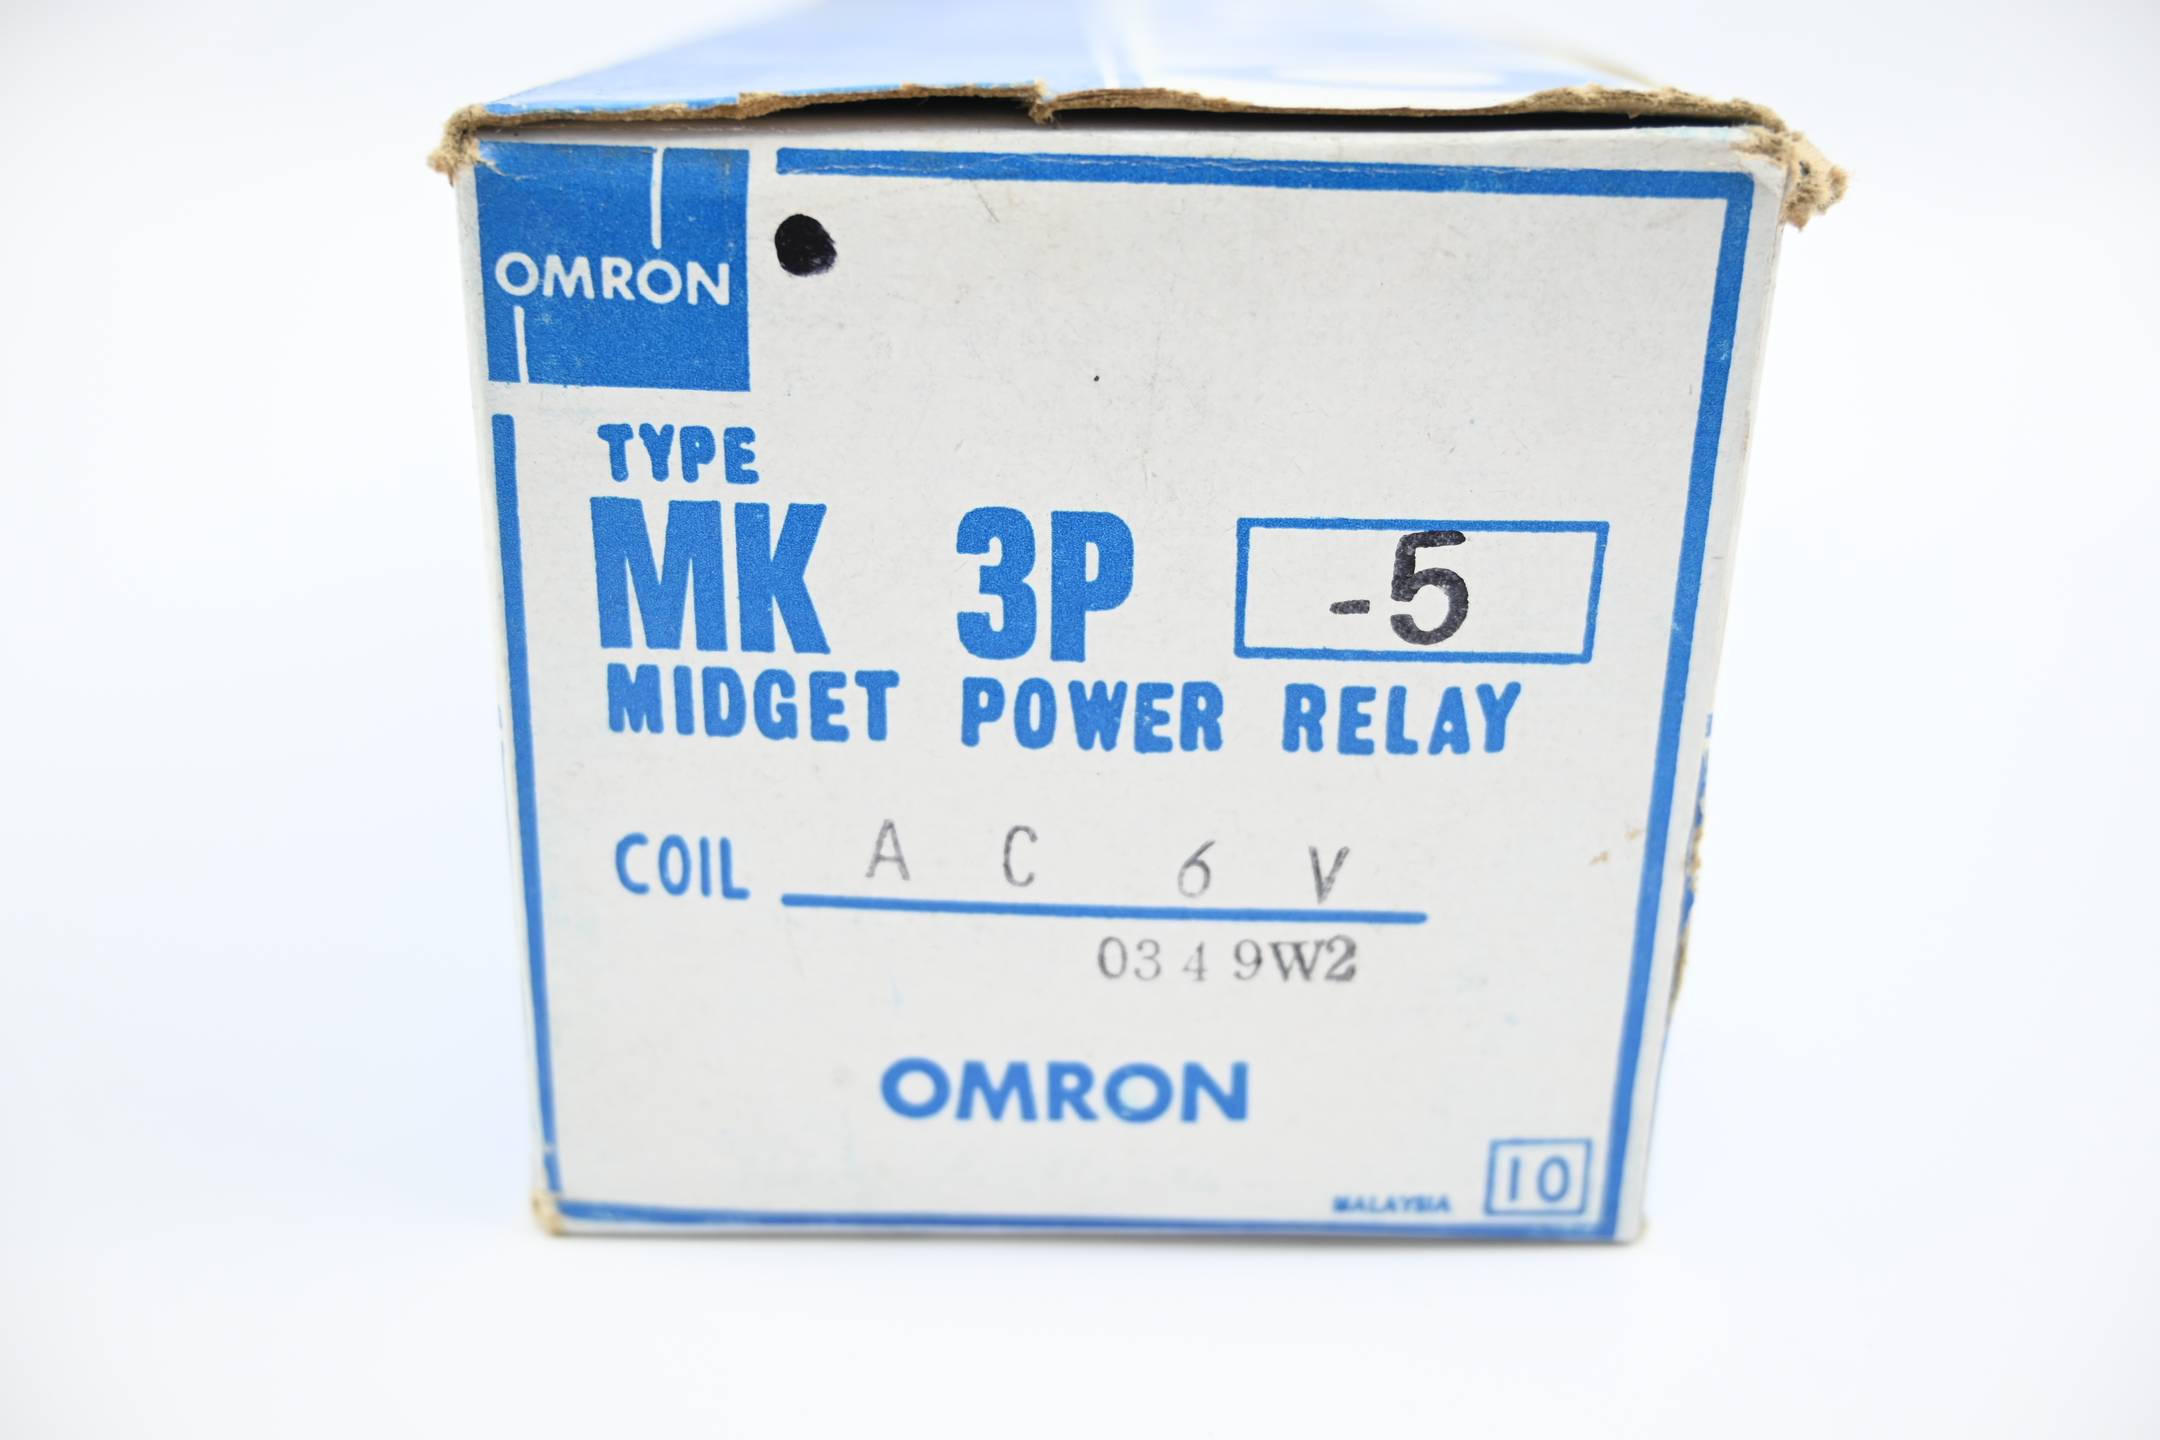 OMRON
TYPE
MK 3P -5
MIDGET POWER RELAY
COIL A C 6 V
0349W2
OMRON
MALAYSIA 10